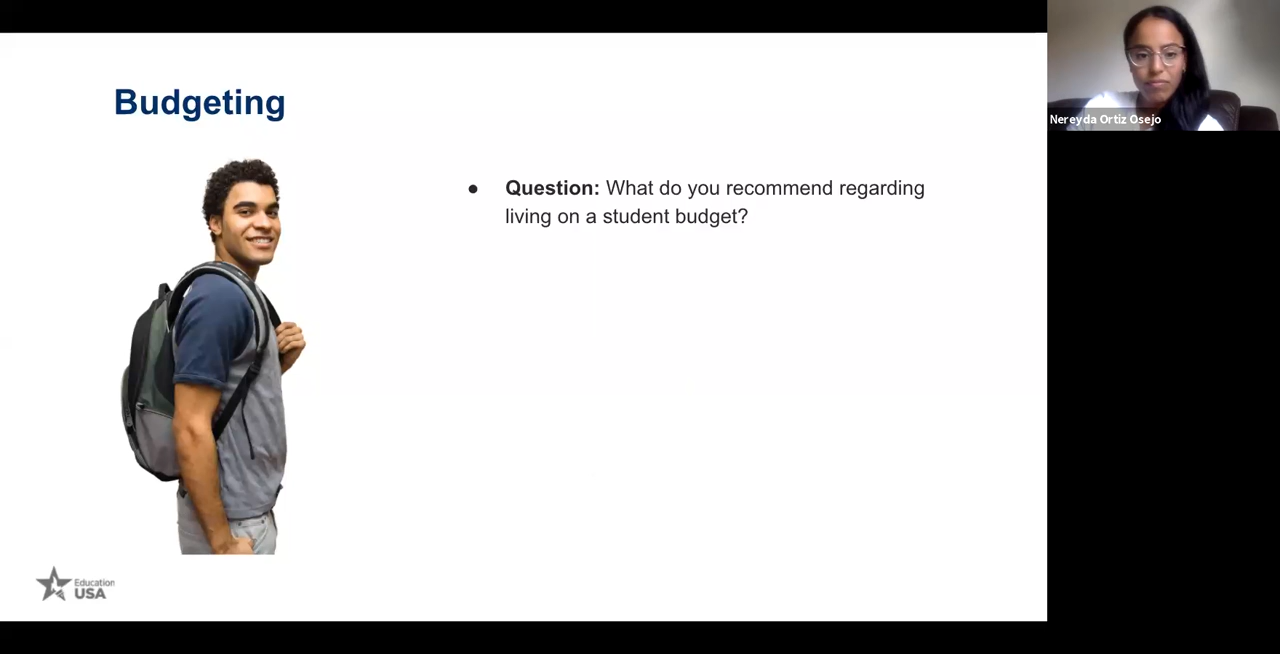 Budgeting
● Question: What do you recommend regarding
living on a student budget?
Education
USA
Nereyda Ortiz Osejo